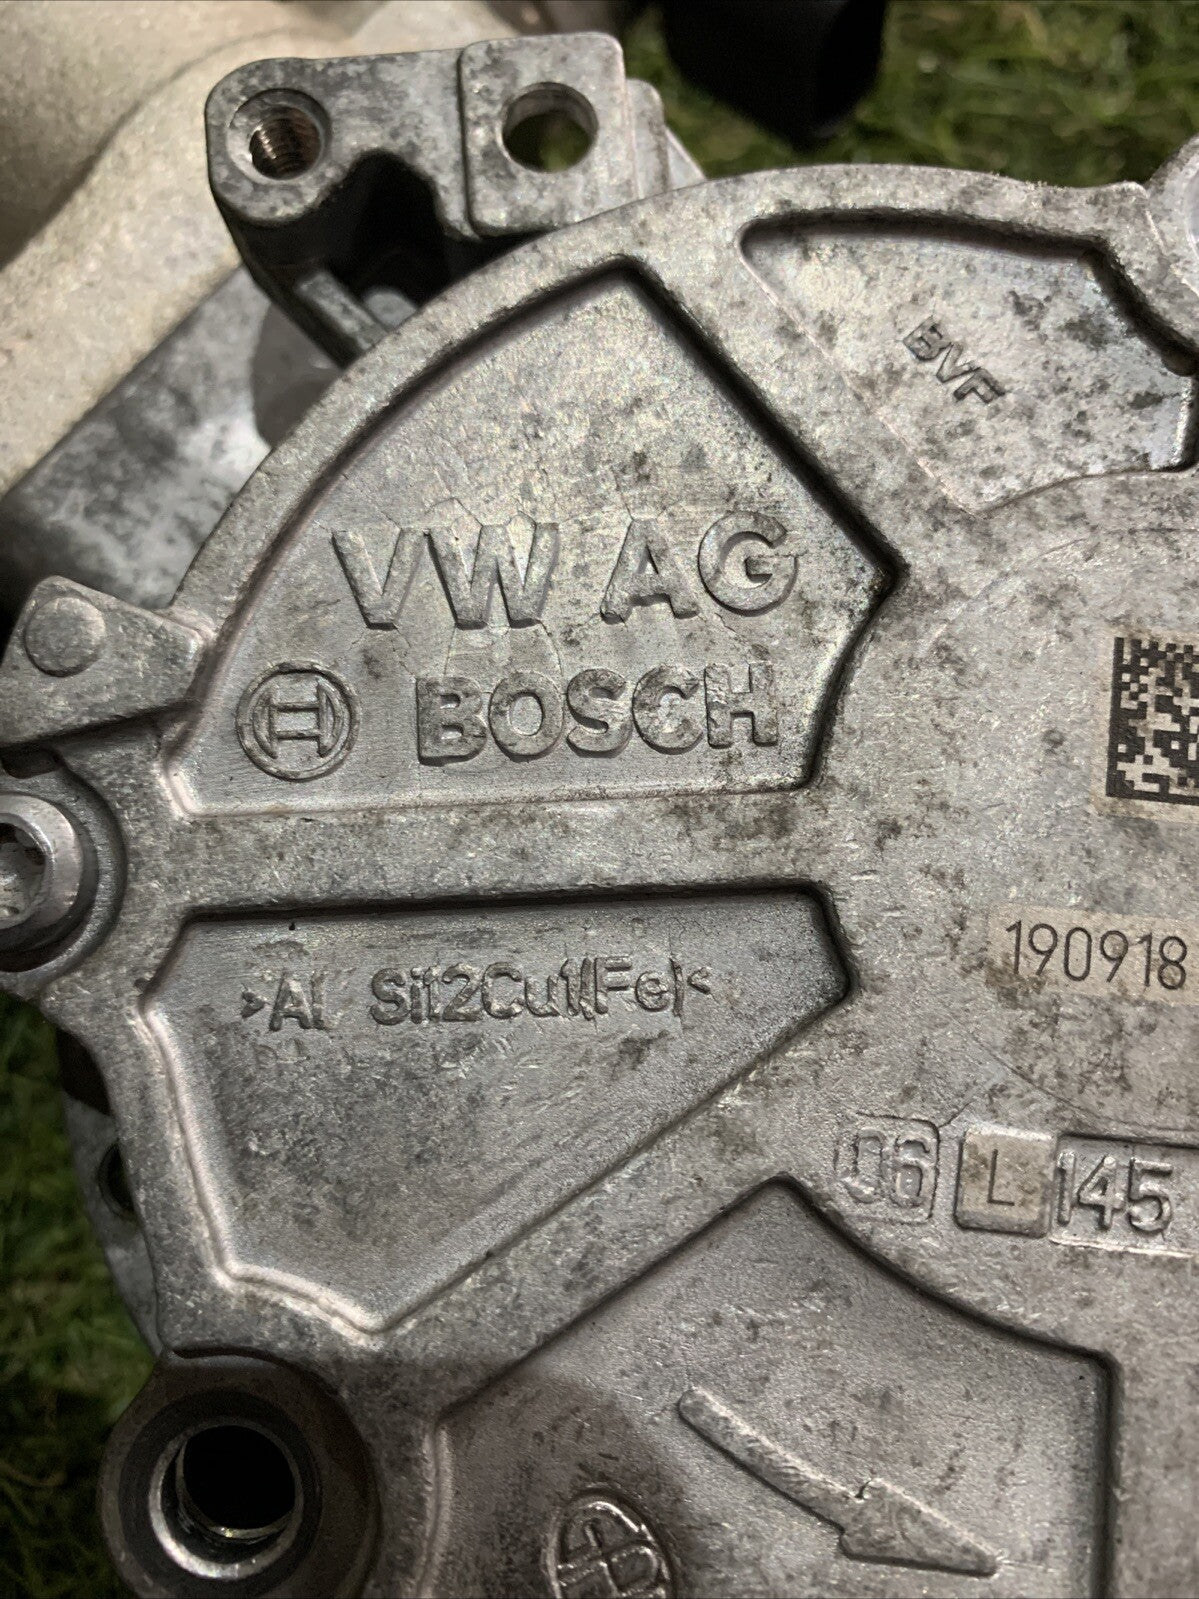 BVF
VW AG
BOSCH
>Al Si12Cu1(Fe)<
190918
06 L 145